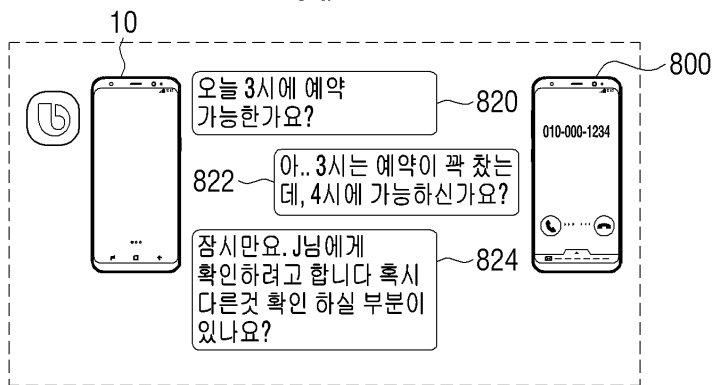 10
800
오늘 3시에 예약
가능한가요?
820
010-000-1234
822
아.. 3시는 예약이 꽉 찼는
데, 4시에 가능하신가요?
잠시만요. J님에게
확인하려고 합니다 혹시
다른것 확인 하실 부분이
있나요?
824